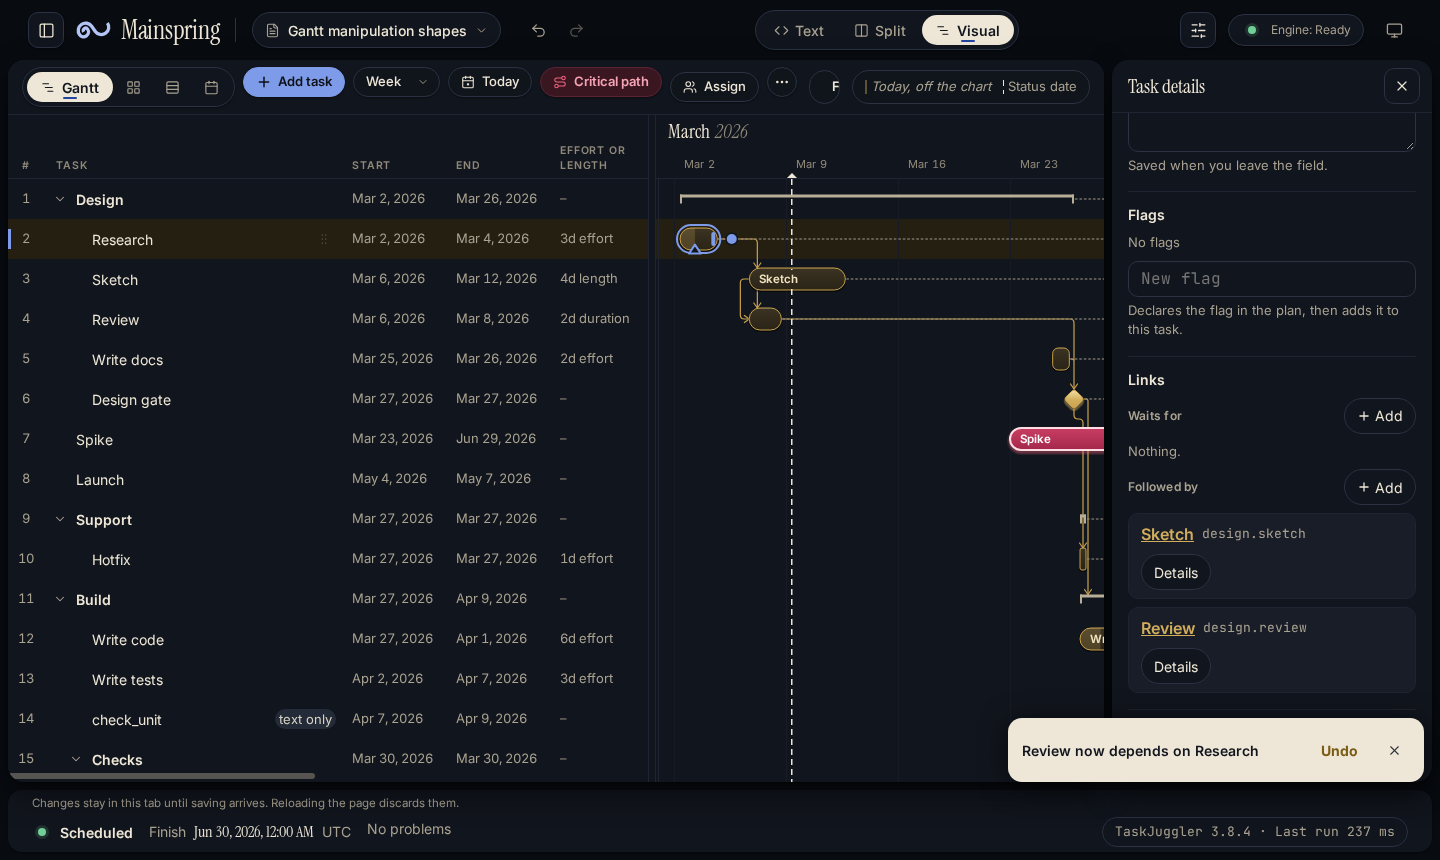 Mainspring
Gantt manipulation shapes
Text
Split
Visual
Engine: Ready
Gantt
Add task
Week
Today
Critical path
Assign
Today, off the chart
Status date
Task details
Saved when you leave the field.
March 2026
Mar 2
Mar 9
Mar 16
Mar 23
# TASK START END EFFORT OR LENGTH
1 Design Mar 2, 2026 Mar 26, 2026 –
2 Research Mar 2, 2026 Mar 4, 2026 3d effort
3 Sketch Mar 6, 2026 Mar 12, 2026 4d length
Sketch
4 Review Mar 6, 2026 Mar 8, 2026 2d duration
5 Write docs Mar 25, 2026 Mar 26, 2026 2d effort
6 Design gate Mar 27, 2026 Mar 27, 2026 –
7 Spike Mar 23, 2026 Jun 29, 2026 –
Spike
8 Launch May 4, 2026 May 7, 2026 –
9 Support Mar 27, 2026 Mar 27, 2026 –
10 Hotfix Mar 27, 2026 Mar 27, 2026 1d effort
11 Build Mar 27, 2026 Apr 9, 2026 –
12 Write code Mar 27, 2026 Apr 1, 2026 6d effort
13 Write tests Apr 2, 2026 Apr 7, 2026 3d effort
14 check_unit text only Apr 7, 2026 Apr 9, 2026 –
15 Checks Mar 30, 2026 Mar 30, 2026 –
Flags
No flags
New flag
Declares the flag in the plan, then adds it to
this task.
Links
Waits for
+ Add
Nothing.
Followed by
+ Add
Sketch design.sketch
Details
Review design.review
Details
Review now depends on Research
Undo
Changes stay in this tab until saving arrives. Reloading the page discards them.
Scheduled Finish Jun 30, 2026, 12:00 AM UTC No problems
TaskJuggler 3.8.4 · Last run 237 ms